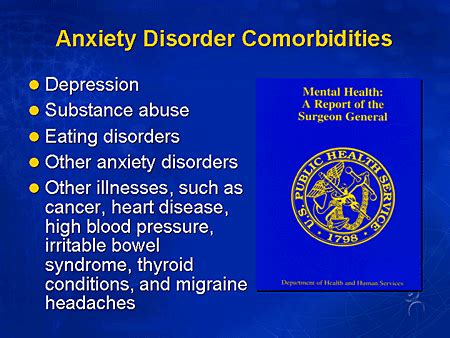 Anxiety Disorder Comorbidities
Depression
Substance abuse
Eating disorders
Other anxiety disorders
Other illnesses, such as
cancer, heart disease,
high blood pressure,
irritable bowel
syndrome, thyroid
conditions, and migraine
headaches
Mental Health:
A Report of the
Surgeon General
U.S. PUBLIC HEALTH SERVICE
1798
Department of Health and Human Services